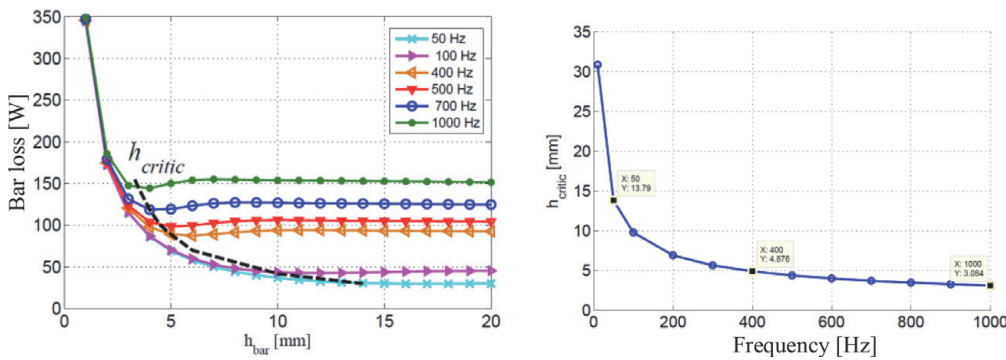 350
300
250
200
150
100
50
0
Bar loss [W]
0
5
10
15
20
h_bar [mm]
h_critic
50 Hz
100 Hz
400 Hz
500 Hz
700 Hz
1000 Hz
35
30
25
20
15
10
5
0
h_critic [mm]
X: 50
Y: 13.79
X: 400
Y: 4.876
X: 1000
Y: 3.084
0
200
400
600
800
1000
Frequency [Hz]